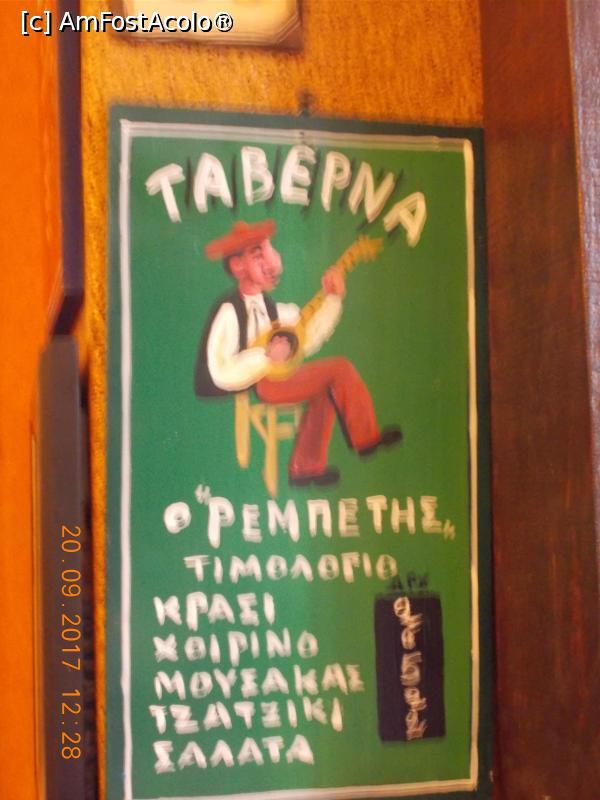 [c] AmFostAcolo®
ΤΑΒΕΡΝΑ
Ο "ΡΕΜΠΕΤΗΣ"
ΤΙΜΟΛΟΓΙΟ
ΚΡΑΣΙ
ΧΟΙΡΙΝΟ
ΜΟΥΣΑΚΑΣ
ΤΖΑΤΖΙΚΙ
ΣΑΛΑΤΑ
20.09.2017 12:28